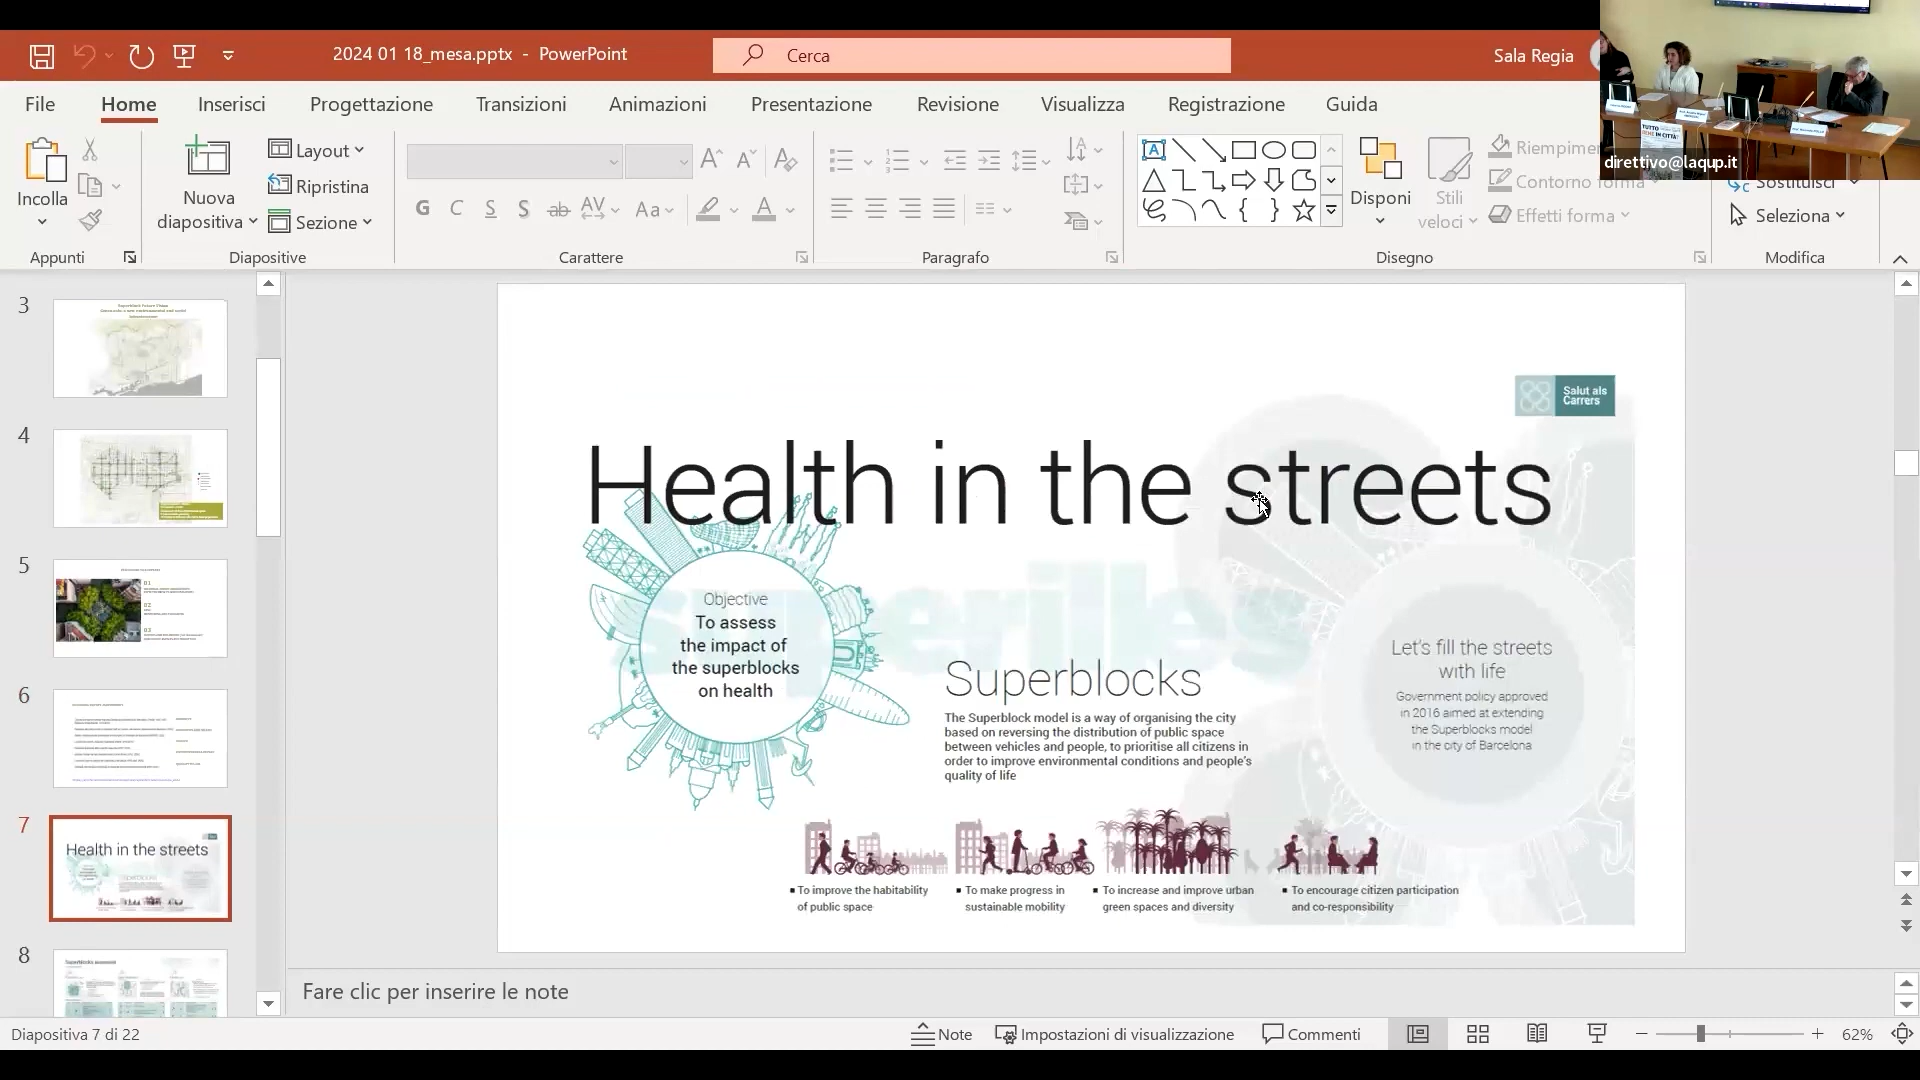 2024 01 18_mesa.pptx - PowerPoint
Cerca
Sala Regia
File Home Inserisci Progettazione Transizioni Animazioni Presentazione Revisione Visualizza Registrazione Guida
Incolla
Nuova
diapositiva
Layout
Ripristina
Sezione
G C S S ab AV Aa A
Riempime
Contorno forma
Effetti forma
Disponi
Stili
veloci
Sostituisci
Seleziona
Appunti Diapositive Carattere Paragrafo Disegno Modifica
TUTTO
BENE IN CITTÀ
direttivo@laqup.it
3
4
5
6
7
Health in the streets
8
Salut als
Carrers
Health in the streets
superilles
Objective
To assess
the impact of
the superblocks
on health
Superblocks
The Superblock model is a way of organising the city
based on reversing the distribution of public space
between vehicles and people, to prioritise all citizens in
order to improve environmental conditions and people's
quality of life
Let's fill the streets
with life
Government policy approved
in 2016 aimed at extending
the Superblocks model
in the city of Barcelona
▪ To improve the habitability
of public space
▪ To make progress in
sustainable mobility
▪ To increase and improve urban
green spaces and diversity
▪ To encourage citizen participation
and co-responsibility
Fare clic per inserire le note
Diapositiva 7 di 22
Note
Impostazioni di visualizzazione
Commenti
62%